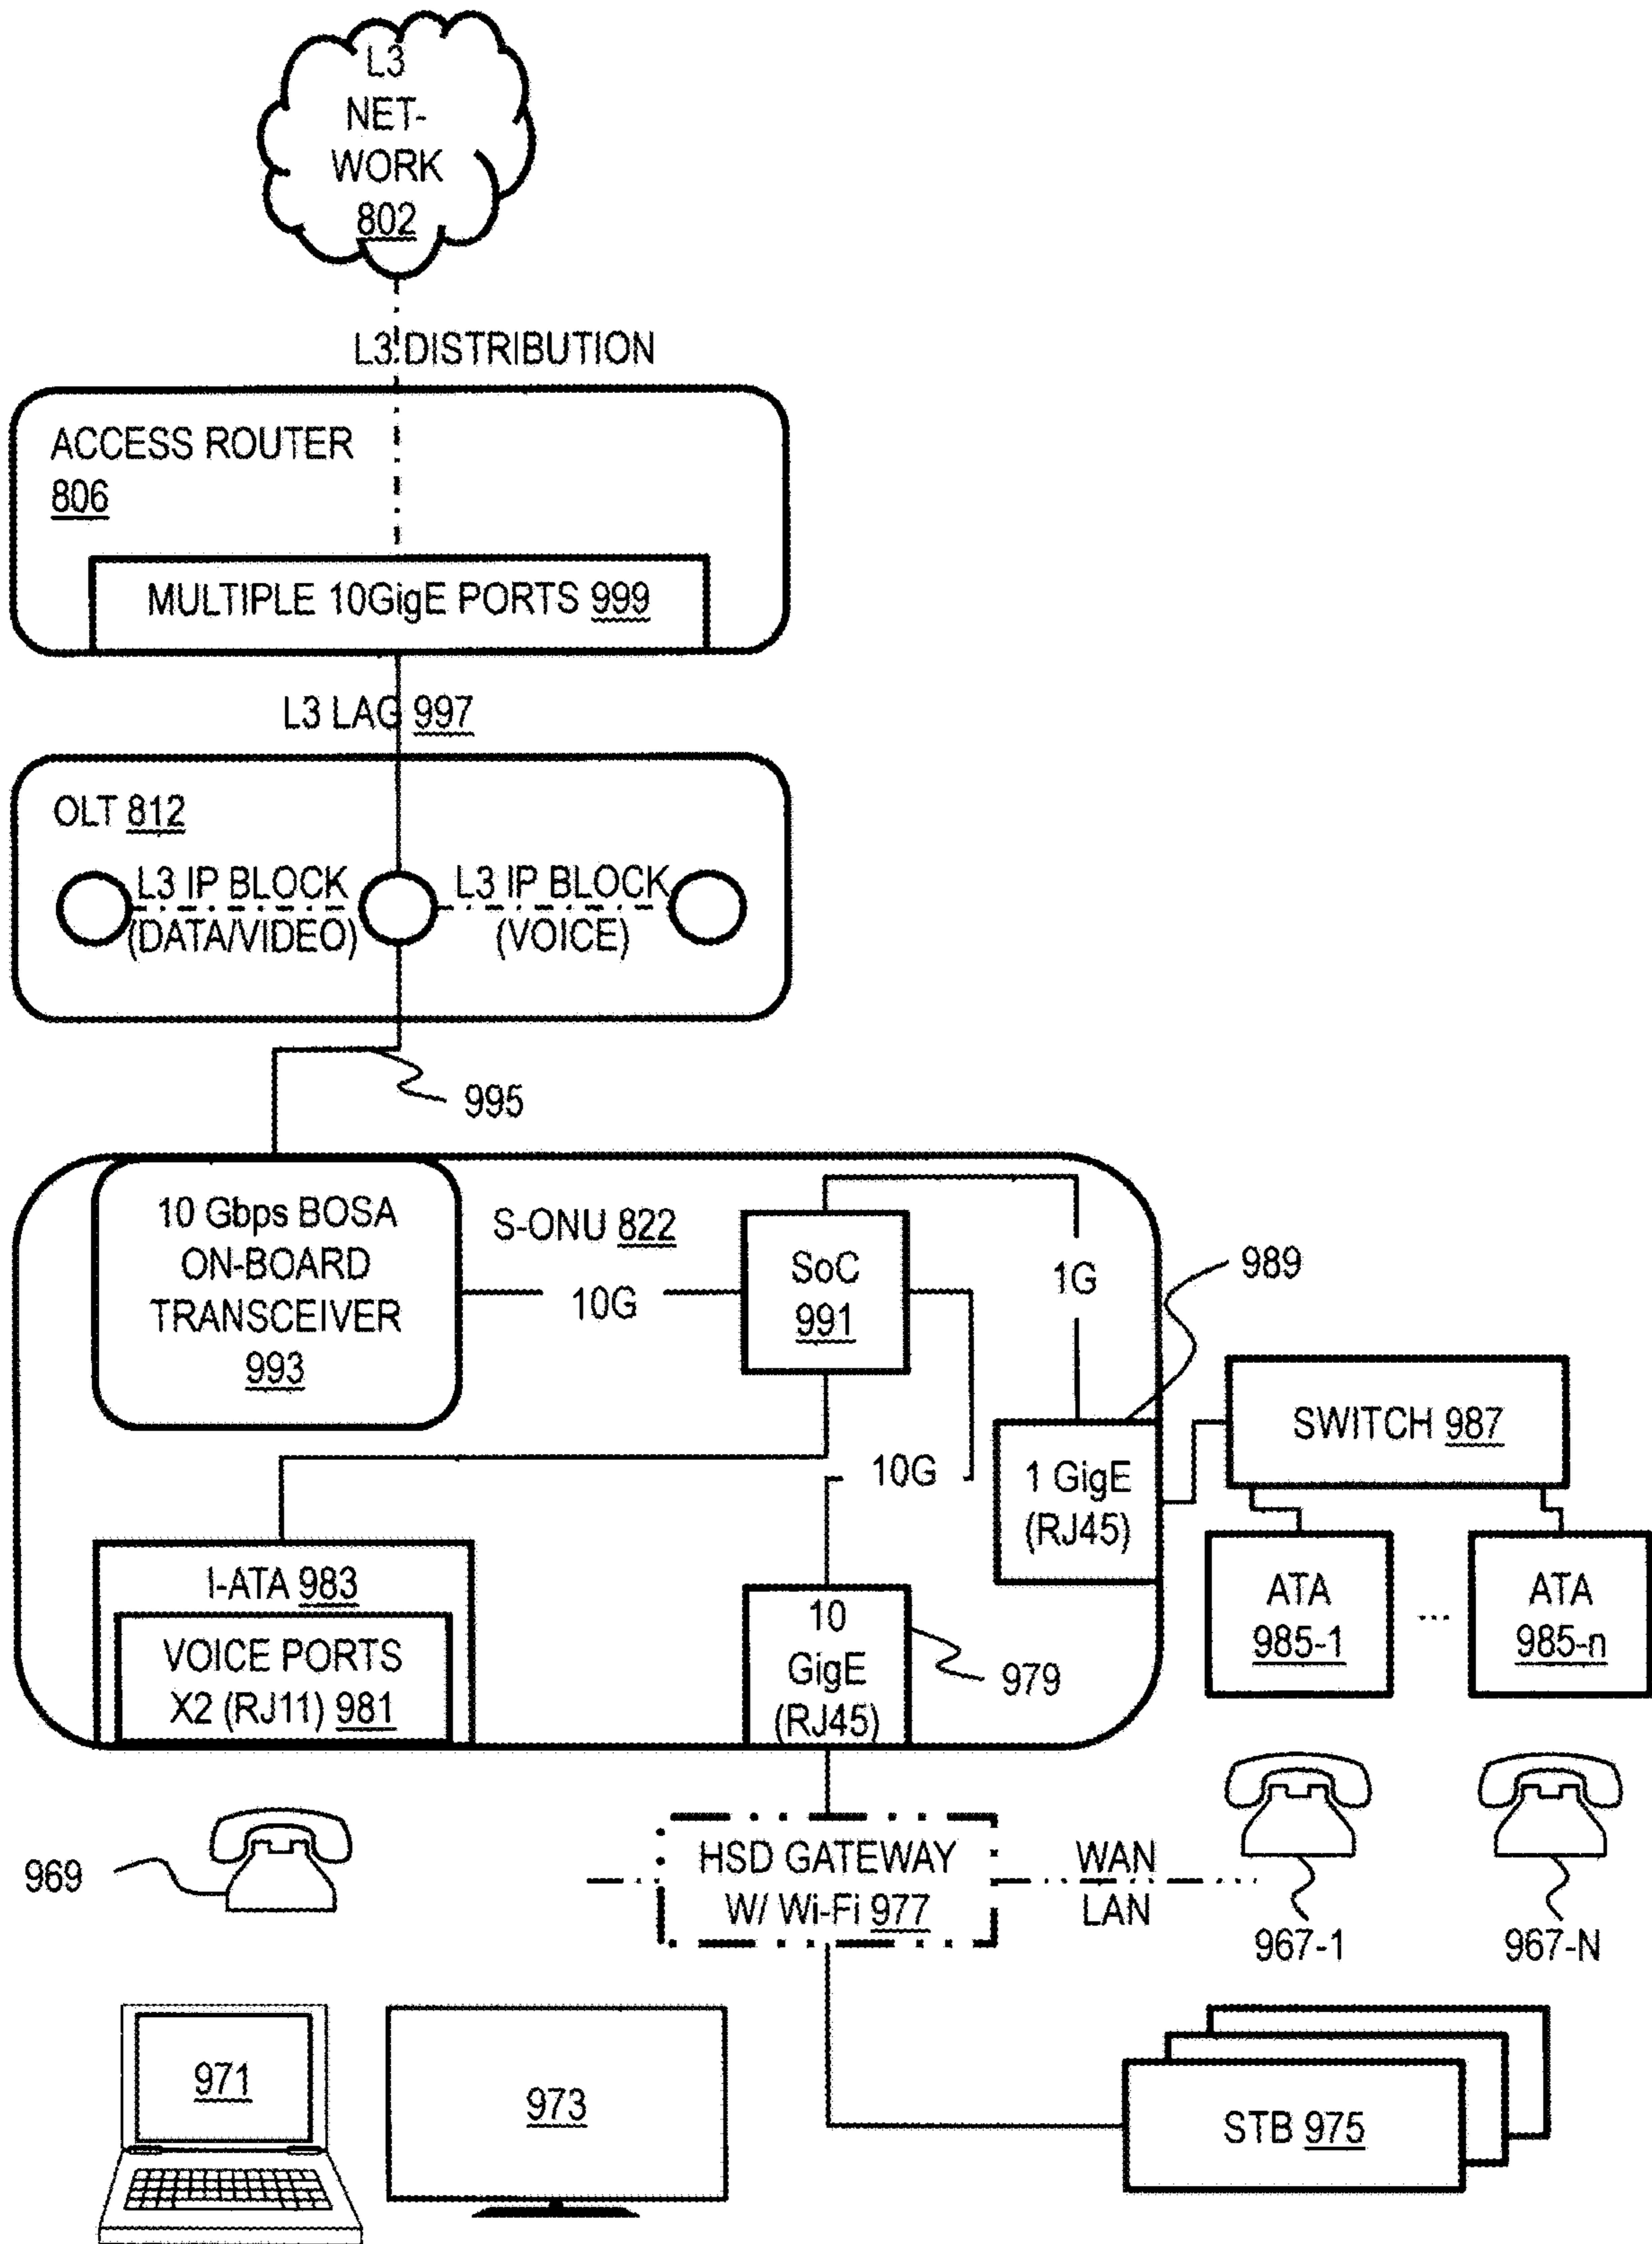 L3
NET-
WORK
802
L3 DISTRIBUTION
ACCESS ROUTER
806
MULTIPLE 10GigE PORTS 999
L3 LAG 997
OLT 812
L3 IP BLOCK
(DATA/VIDEO)
L3 IP BLOCK
(VOICE)
995
10 Gbps BOSA
ON-BOARD
TRANSCEIVER
993
S-ONU 822
10G
SoC
991
1G
989
SWITCH 987
10G
1 GigE
(RJ45)
I-ATA 983
VOICE PORTS
X2 (RJ11) 981
10
GigE
(RJ45)
979
ATA
985-1
...
ATA
985-n
969
HSD GATEWAY
W/ Wi-Fi 977
WAN
LAN
967-1
967-N
971
973
STB 975